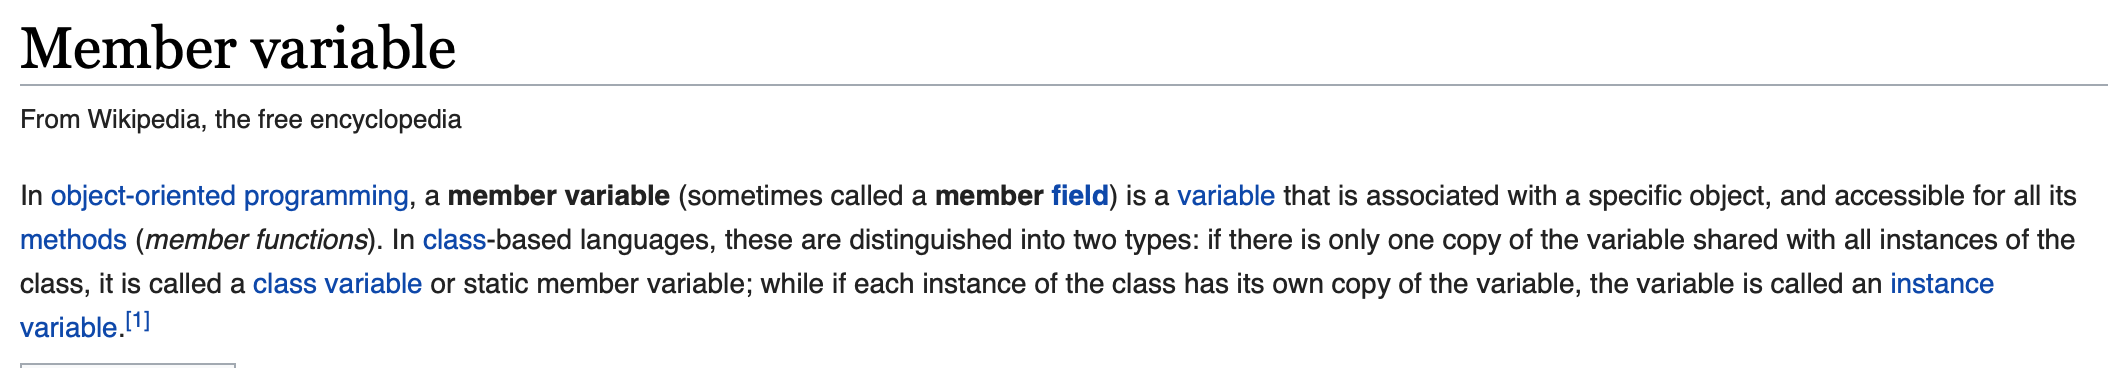 Member variable
From Wikipedia, the free encyclopedia
In object-oriented programming, a member variable (sometimes called a member field) is a variable that is associated with a specific object, and accessible for all its
methods (member functions). In class-based languages, these are distinguished into two types: if there is only one copy of the variable shared with all instances of the
class, it is called a class variable or static member variable; while if each instance of the class has its own copy of the variable, the variable is called an instance
variable.[1]